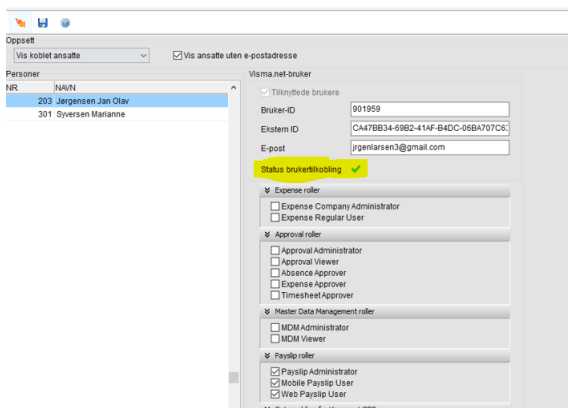 Oppsett
Vis koblet ansatte
Vis ansatte uten e-postadresse
Personer
Visma.net-bruker
NR NAVN
203 Jørgensen Jan Olav
301 Syversen Marianne
Tilknyttede brukere
Bruker-ID 901959
Ekstern ID CA47BB34-69B2-41AF-B4DC-06BA707C6
E-post jrgenlarsen3@gmail.com
Status brukertilkobling
Expense roller
Expense Company Administrator
Expense Regular User
Approval roller
Approval Administrator
Approval Viewer
Absence Approver
Expense Approver
Timesheet Approver
Master Data Management roller
MDM Administrator
MDM Viewer
Payslip roller
Payslip Administrator
Mobile Payslip User
Web Payslip User